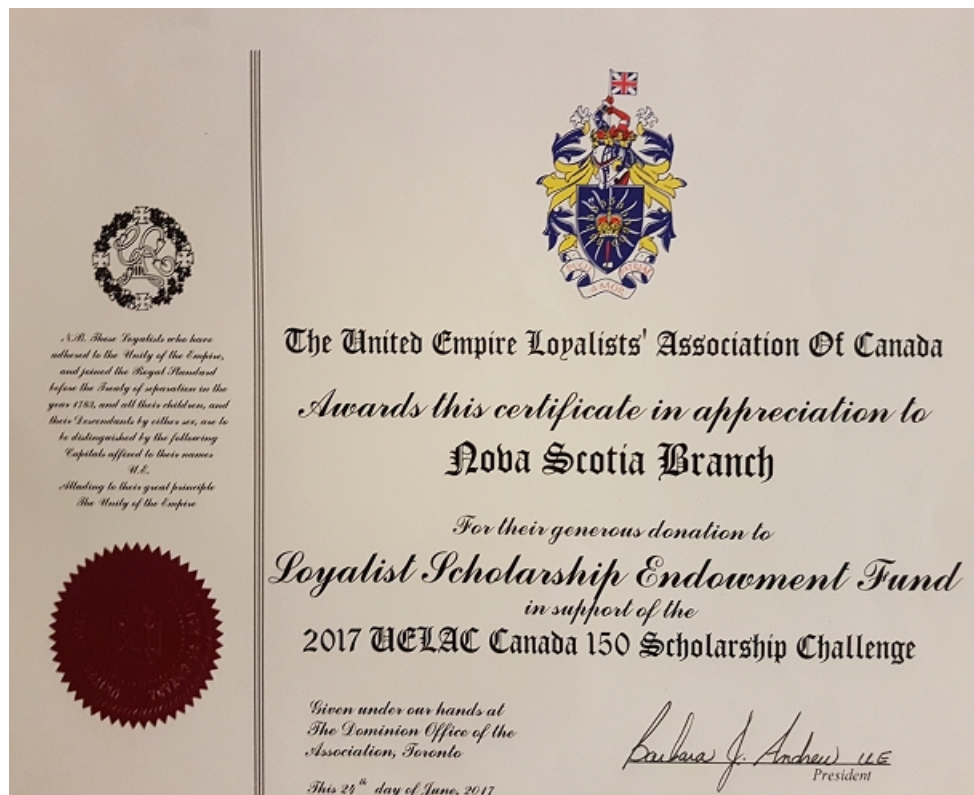 N.B. Those Loyalists who have
adhered to the Unity of the Empire,
and joined the Royal Standard
before the Treaty of separation in the
year 1783, and all their children, and
their Descendants by either sex, are to
be distinguished by the following
Capitals affixed to their names
U.E.
Alluding to their great principle
The Unity of the Empire
The United Empire Loyalists' Association Of Canada
Awards this certificate in appreciation to
Nova Scotia Branch
For their generous donation to
Loyalist Scholarship Endowment Fund
in support of the
2017 UELAC Canada 150 Scholarship Challenge
Given under our hands at
The Dominion Office of the
Association, Toronto
This 24th day of June, 2017
Barbara J. Andrew UE
President